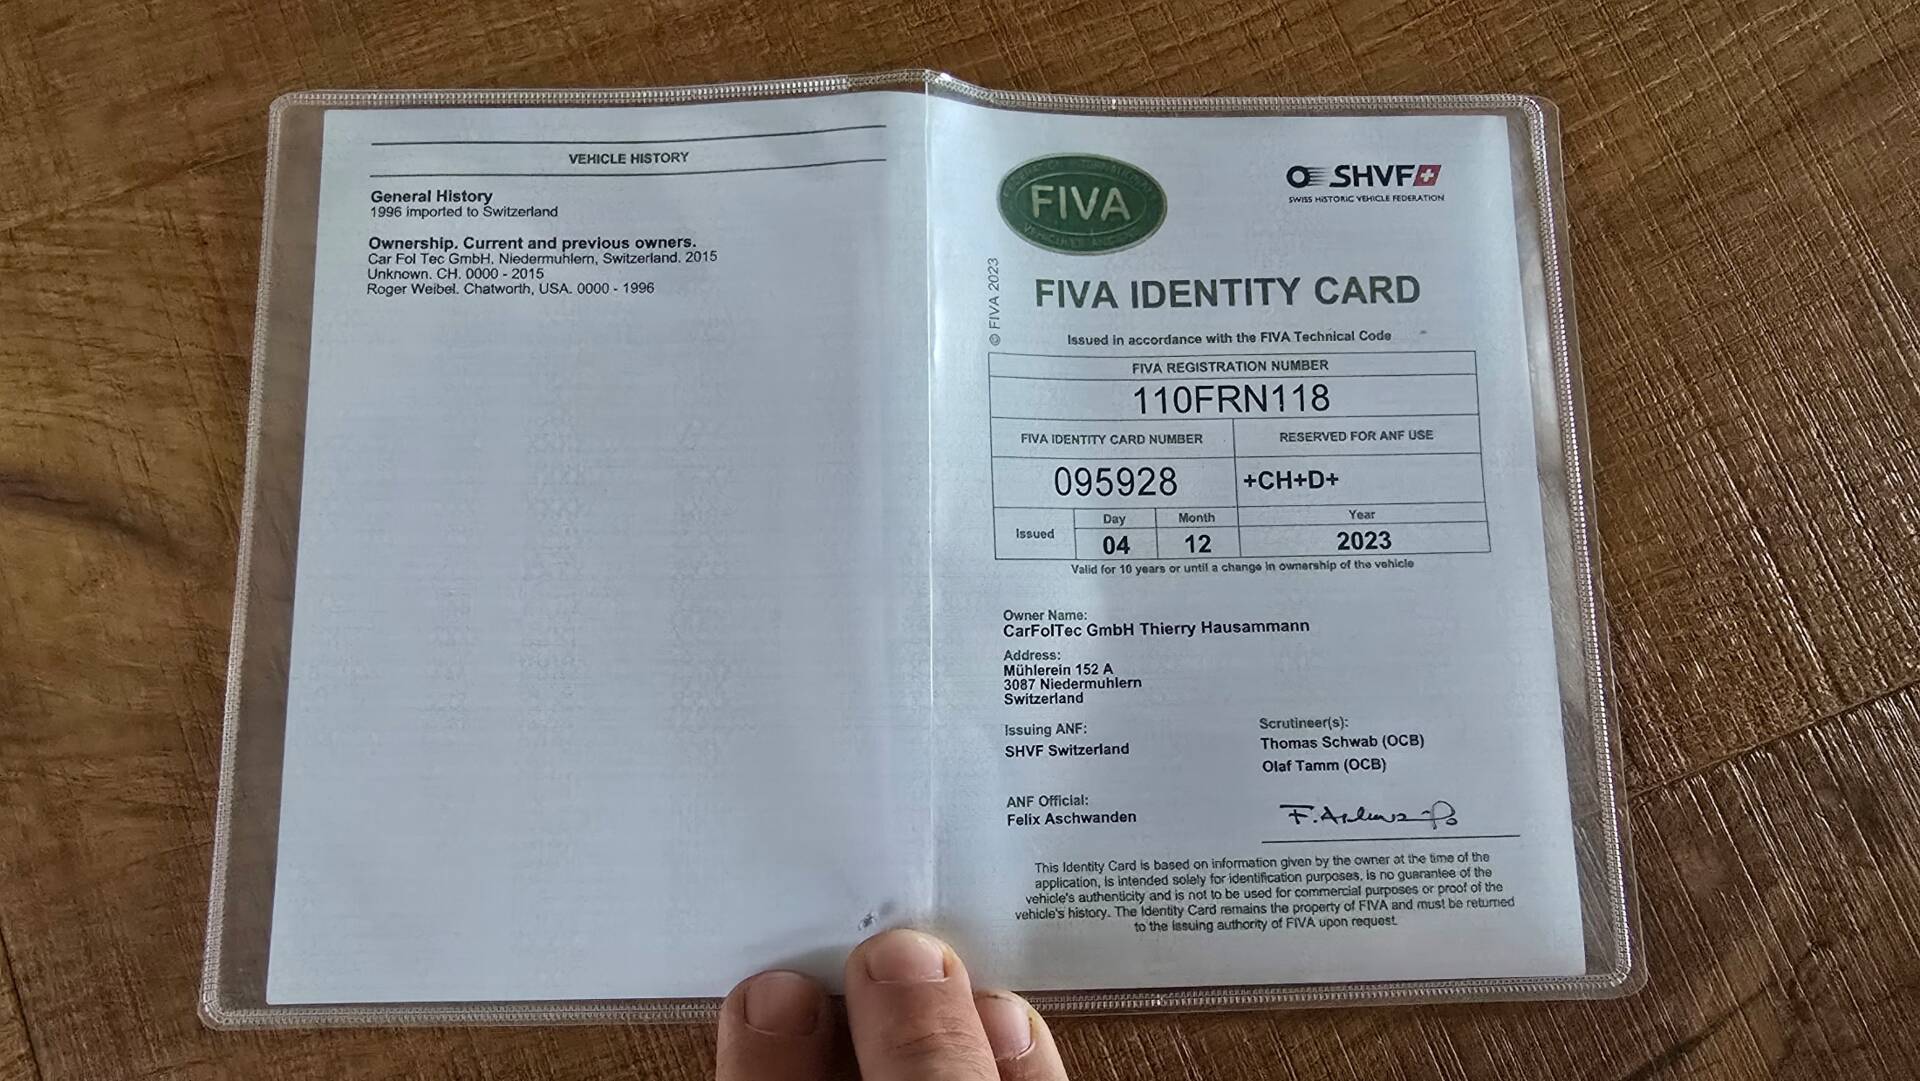 VEHICLE HISTORY
General History
1996 imported to Switzerland
Ownership. Current and previous owners.
Car Fol Tec GmbH, Niedermuhlern, Switzerland. 2015
Unknown. CH. 0000 - 2015
Roger Weibel. Chatworth, USA. 0000 - 1996
FIVA
SHVF
SWISS HISTORIC VEHICLE FEDERATION
© FIVA 2023
FIVA IDENTITY CARD
Issued in accordance with the FIVA Technical Code
FIVA REGISTRATION NUMBER
110FRN118
FIVA IDENTITY CARD NUMBER
RESERVED FOR ANF USE
095928
+CH+D+
Issued
Day
Month
Year
04
12
2023
Valid for 10 years or until a change in ownership of the vehicle
Owner Name:
CarFolTec GmbH Thierry Hausammann
Address:
Mühlerein 152 A
3087 Niedermuhlern
Switzerland
Issuing ANF:
SHVF Switzerland
Scrutineer(s):
Thomas Schwab (OCB)
Olaf Tamm (OCB)
ANF Official:
Felix Aschwanden
This Identity Card is based on information given by the owner at the time of the
application, is intended solely for identification purposes, is no guarantee of the
vehicle's authenticity and is not to be used for commercial purposes or proof of the
vehicle's history. The Identity Card remains the property of FIVA and must be returned
to the issuing authority of FIVA upon request.